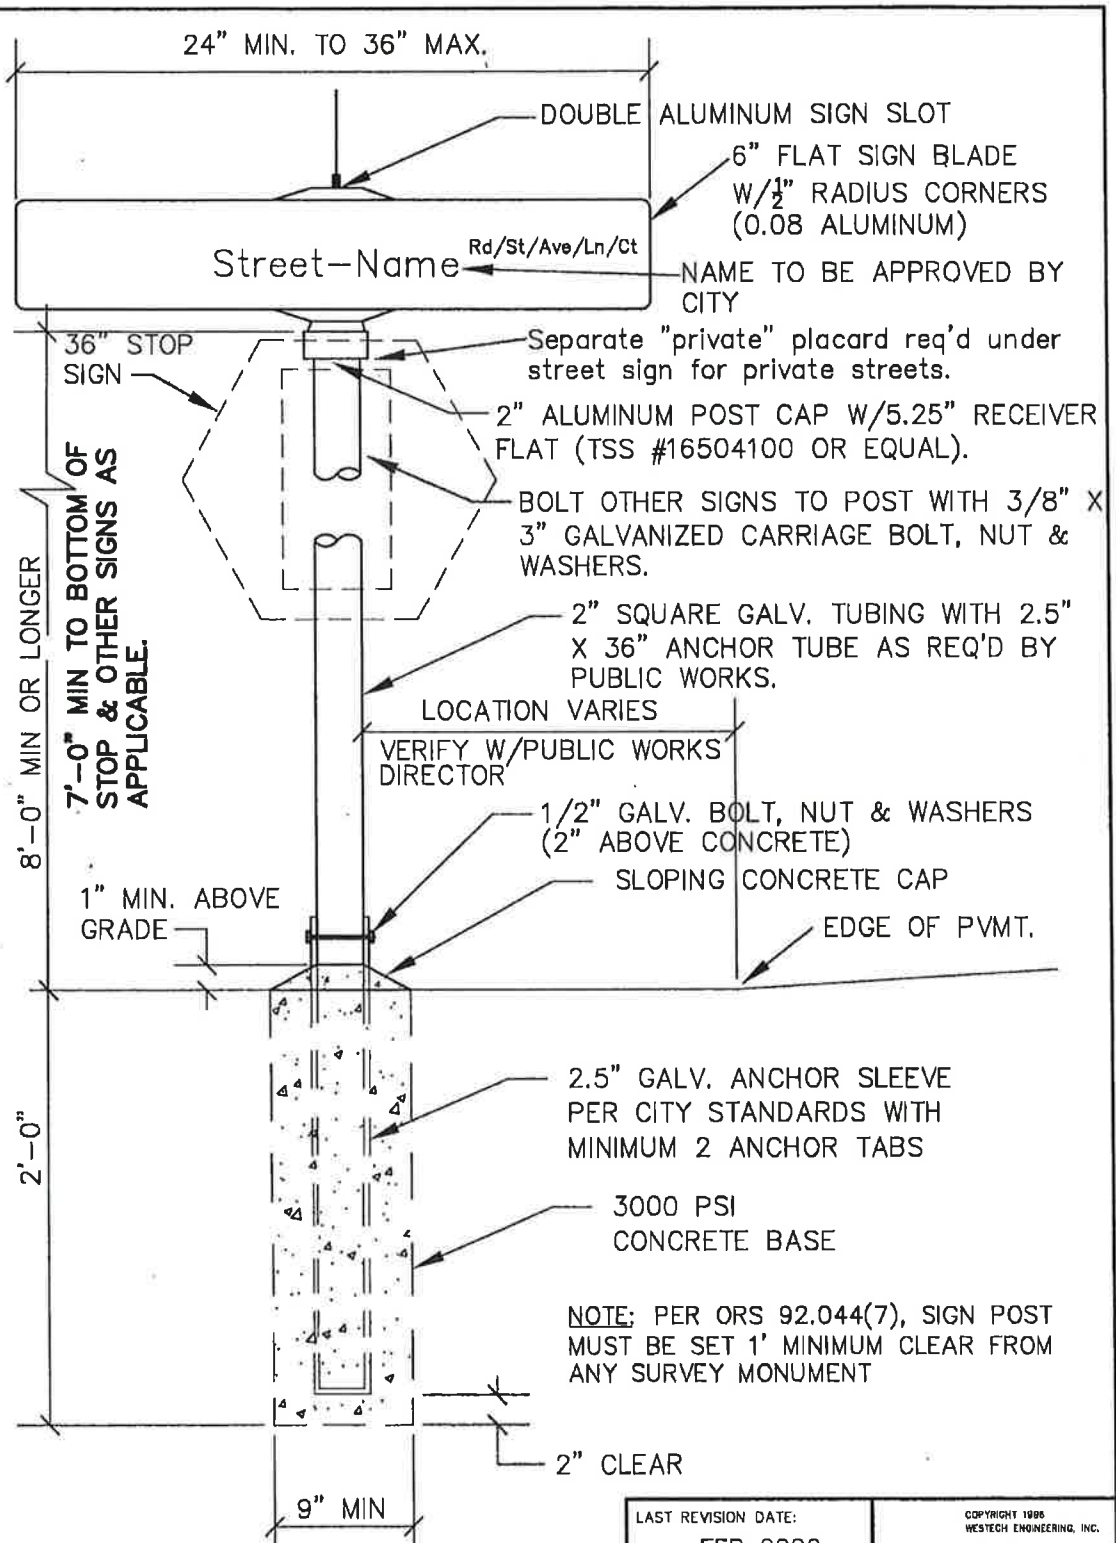 24" MIN. TO 36" MAX.
DOUBLE ALUMINUM SIGN SLOT
6" FLAT SIGN BLADE
W/½" RADIUS CORNERS
(0.08 ALUMINUM)
Street-Name Rd/St/Ave/Ln/Ct
NAME TO BE APPROVED BY
CITY
36" STOP
SIGN
Separate "private" placard req'd under
street sign for private streets.
2" ALUMINUM POST CAP W/5.25" RECEIVER
FLAT (TSS #16504100 OR EQUAL).
BOLT OTHER SIGNS TO POST WITH 3/8" X
3" GALVANIZED CARRIAGE BOLT, NUT &
WASHERS.
8'-0" MIN OR LONGER
7'-0" MIN TO BOTTOM OF
STOP & OTHER SIGNS AS
APPLICABLE.
2" SQUARE GALV. TUBING WITH 2.5"
X 36" ANCHOR TUBE AS REQ'D BY
PUBLIC WORKS.
LOCATION VARIES
VERIFY W/PUBLIC WORKS
DIRECTOR
1/2" GALV. BOLT, NUT & WASHERS
(2" ABOVE CONCRETE)
SLOPING CONCRETE CAP
1" MIN. ABOVE
GRADE
EDGE OF PVMT.
2'-0"
2.5" GALV. ANCHOR SLEEVE
PER CITY STANDARDS WITH
MINIMUM 2 ANCHOR TABS
3000 PSI
CONCRETE BASE
NOTE: PER ORS 92.044(7), SIGN POST
MUST BE SET 1' MINIMUM CLEAR FROM
ANY SURVEY MONUMENT
2" CLEAR
9" MIN
LAST REVISION DATE:
COPYRIGHT 1996
WESTECH ENGINEERING, INC.